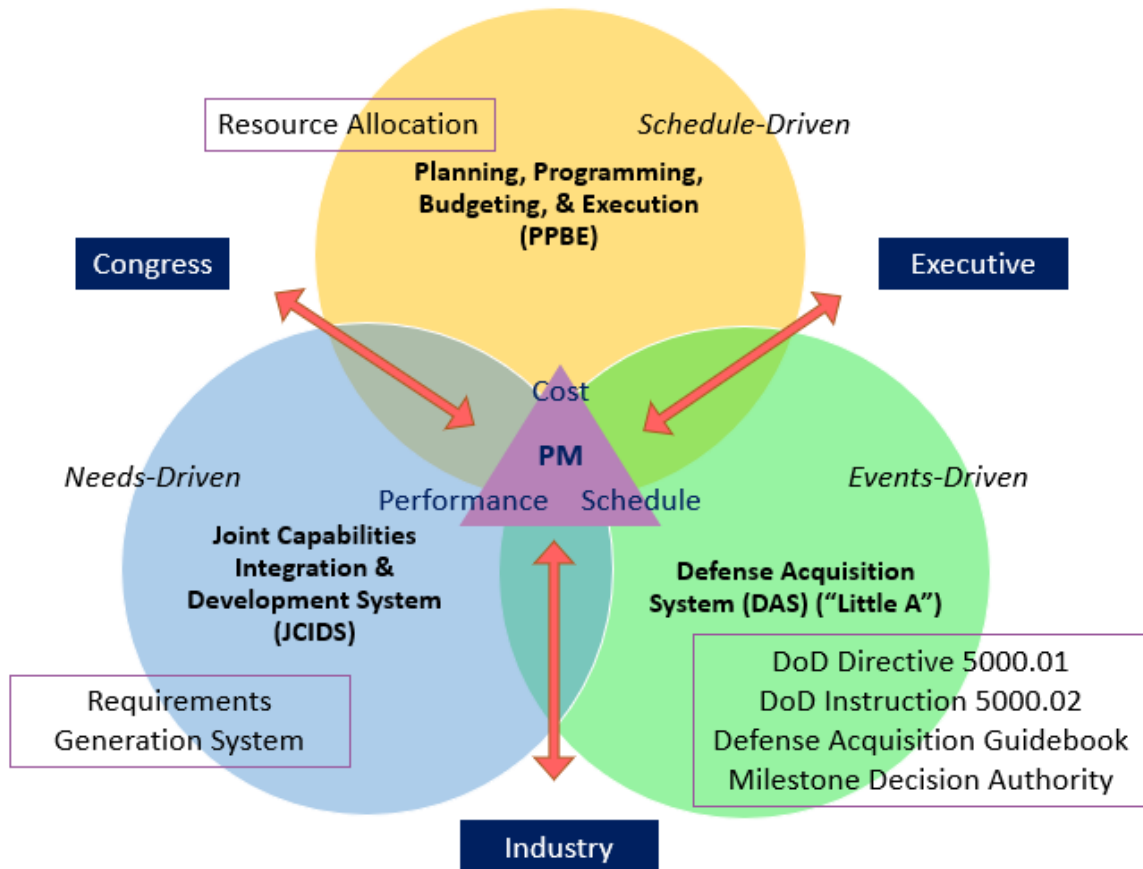 Resource Allocation
Schedule-Driven
Planning, Programming,
Budgeting, & Execution
(PPBE)
Congress
Executive
Cost
PM
Performance
Schedule
Needs-Driven
Events-Driven
Joint Capabilities
Integration &
Development System
(JCIDS)
Defense Acquisition
System (DAS) (“Little A”)
Requirements
Generation System
DoD Directive 5000.01
DoD Instruction 5000.02
Defense Acquisition Guidebook
Milestone Decision Authority
Industry